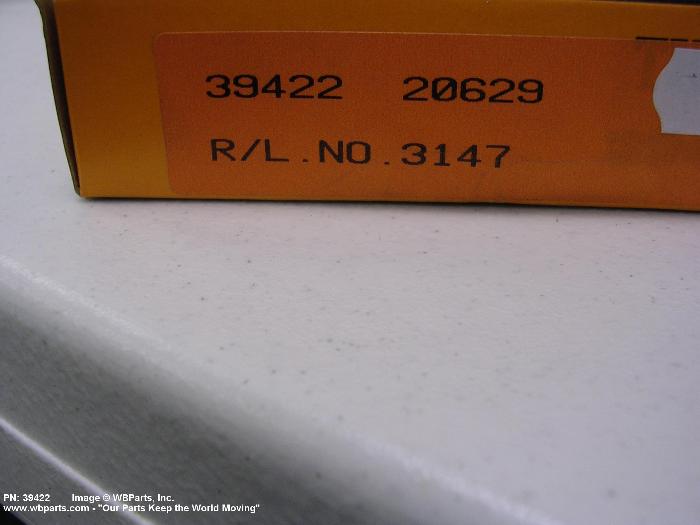 39422 20629
R/L.NO.3147
PN: 39422 Image © WBParts, Inc.
www.wbparts.com - "Our Parts Keep the World Moving"